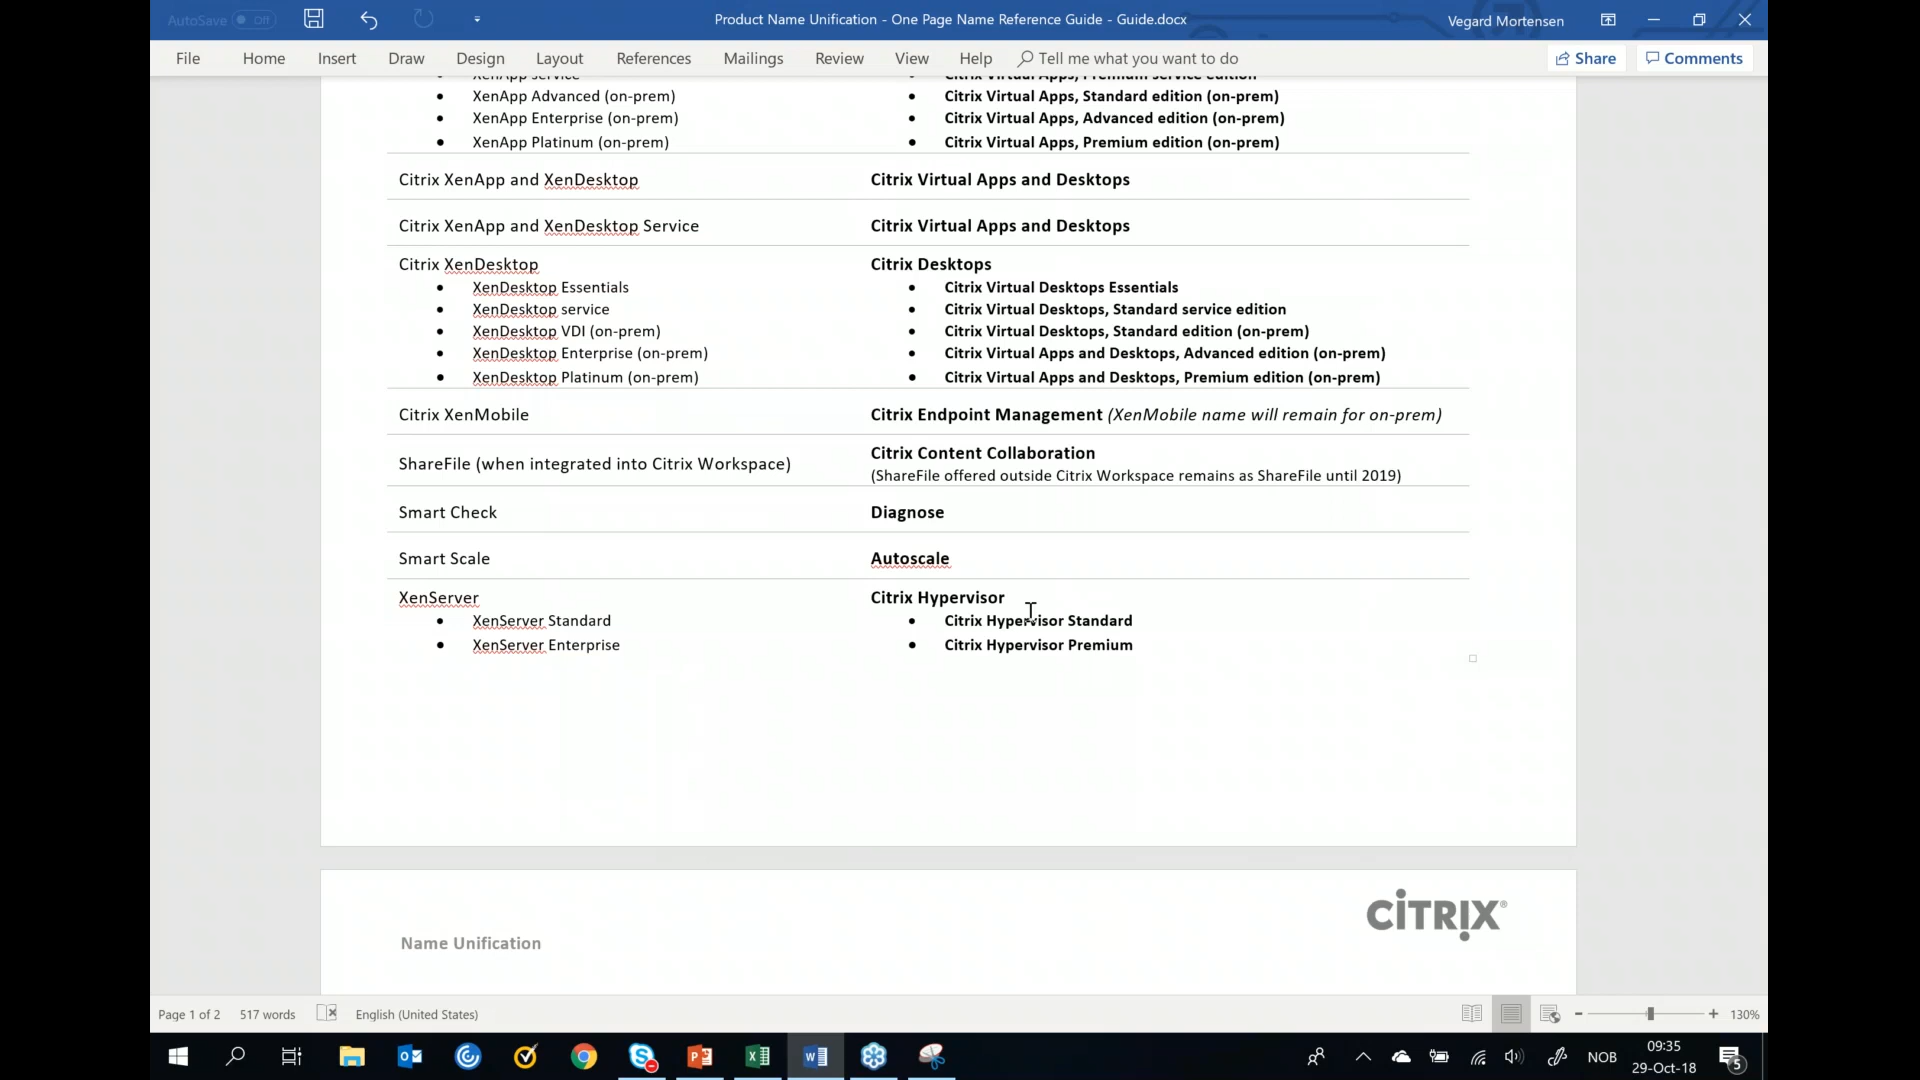 AutoSave Off
Product Name Unification - One Page Name Reference Guide - Guide.docx
Vegard Mortensen
File Home Insert Draw Design Layout References Mailings Review View Help Tell me what you want to do Share Comments
XenApp service Citrix Virtual Apps, Premium service edition
• XenApp Advanced (on-prem) • Citrix Virtual Apps, Standard edition (on-prem)
• XenApp Enterprise (on-prem) • Citrix Virtual Apps, Advanced edition (on-prem)
• XenApp Platinum (on-prem) • Citrix Virtual Apps, Premium edition (on-prem)
Citrix XenApp and XenDesktop Citrix Virtual Apps and Desktops
Citrix XenApp and XenDesktop Service Citrix Virtual Apps and Desktops
Citrix XenDesktop Citrix Desktops
• XenDesktop Essentials • Citrix Virtual Desktops Essentials
• XenDesktop service • Citrix Virtual Desktops, Standard service edition
• XenDesktop VDI (on-prem) • Citrix Virtual Desktops, Standard edition (on-prem)
• XenDesktop Enterprise (on-prem) • Citrix Virtual Apps and Desktops, Advanced edition (on-prem)
• XenDesktop Platinum (on-prem) • Citrix Virtual Apps and Desktops, Premium edition (on-prem)
Citrix XenMobile Citrix Endpoint Management (XenMobile name will remain for on-prem)
ShareFile (when integrated into Citrix Workspace) Citrix Content Collaboration
(ShareFile offered outside Citrix Workspace remains as ShareFile until 2019)
Smart Check Diagnose
Smart Scale Autoscale
XenServer Citrix Hypervisor
• XenServer Standard • Citrix Hypervisor Standard
• XenServer Enterprise • Citrix Hypervisor Premium
CITRIX®
Name Unification
Page 1 of 2 517 words English (United States) 130%
NOB 09:35
29-Oct-18 5